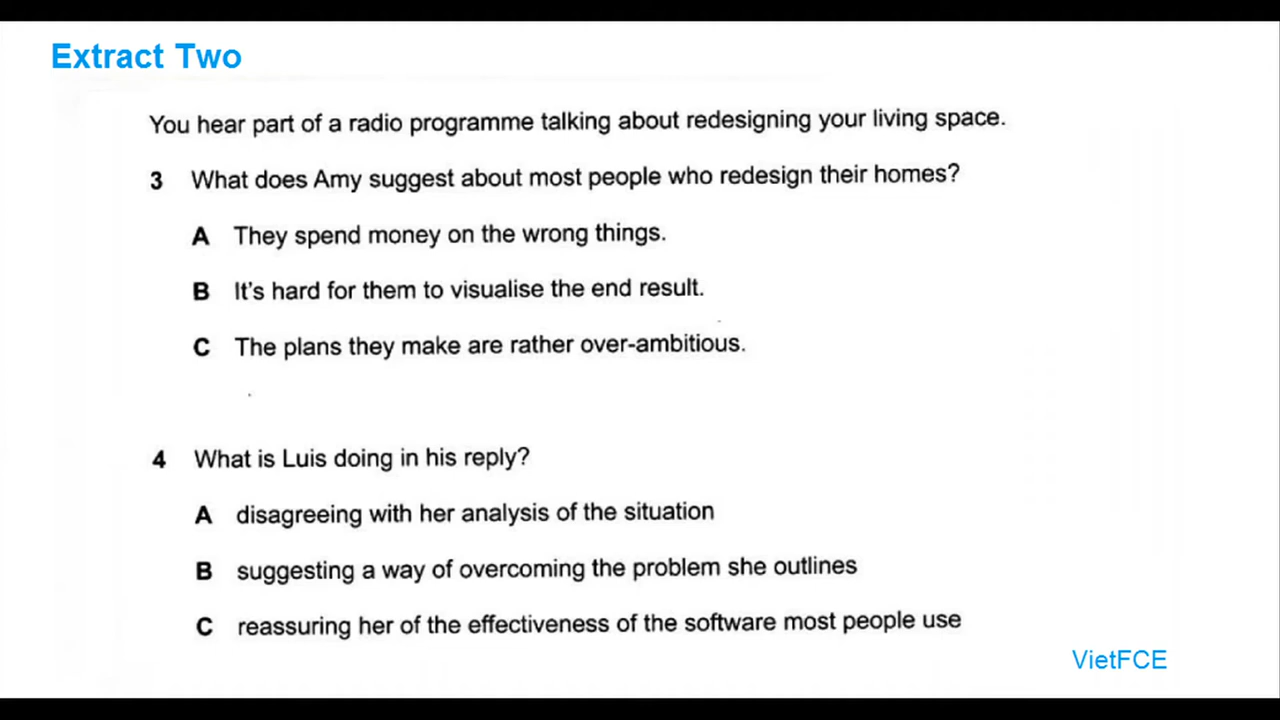 Extract Two
You hear part of a radio programme talking about redesigning your living space.
3 What does Amy suggest about most people who redesign their homes?
A They spend money on the wrong things.
B It's hard for them to visualise the end result.
C The plans they make are rather over-ambitious.
4 What is Luis doing in his reply?
A disagreeing with her analysis of the situation
B suggesting a way of overcoming the problem she outlines
C reassuring her of the effectiveness of the software most people use
VietFCE